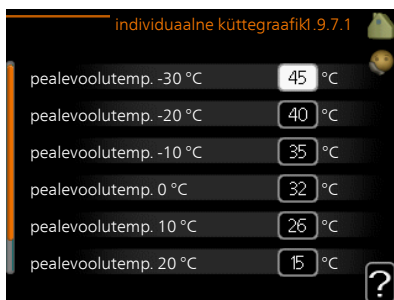 individuaalne küttegraafik1.9.7.1
pealevoolutemp. -30 °C 45 °C
pealevoolutemp. -20 °C 40 °C
pealevoolutemp. -10 °C 35 °C
pealevoolutemp. 0 °C 32 °C
pealevoolutemp. 10 °C 26 °C
pealevoolutemp. 20 °C 15 °C
?